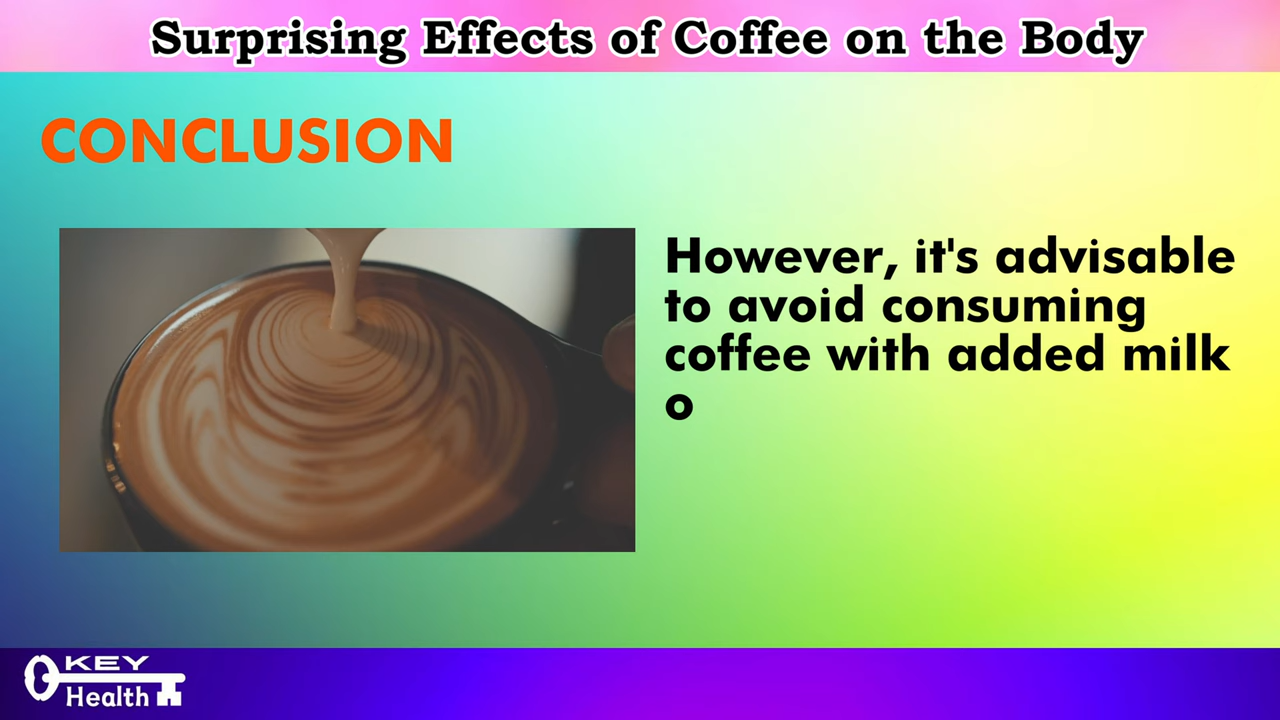 Surprising Effects of Coffee on the Body
CONCLUSION
However, it's advisable
to avoid consuming
coffee with added milk
o
KEY
Health